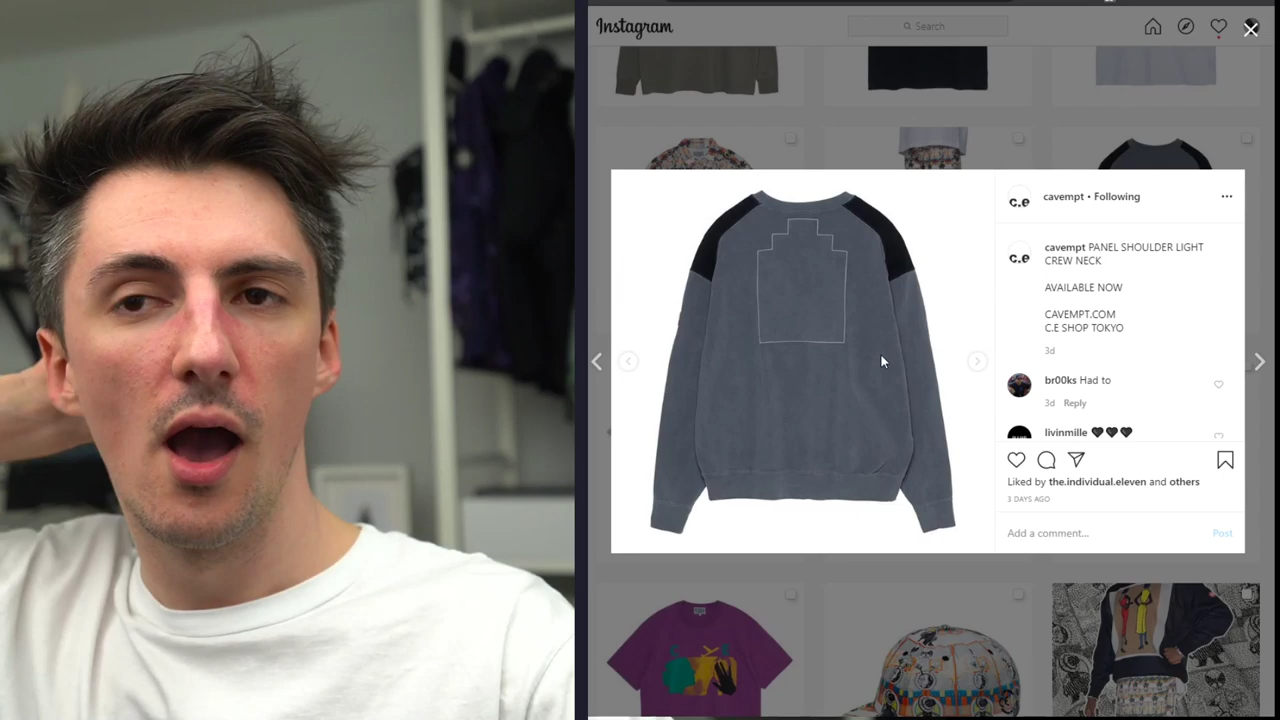 Instagram
Search
c.e
cavempt • Following
c.e
cavempt PANEL SHOULDER LIGHT
CREW NECK
AVAILABLE NOW
CAVEMPT.COM
C.E SHOP TOKYO
3d
br00ks Had to
3d Reply
livinmille 🖤🖤🖤
Liked by the.individual.eleven and others
3 DAYS AGO
Add a comment... Post